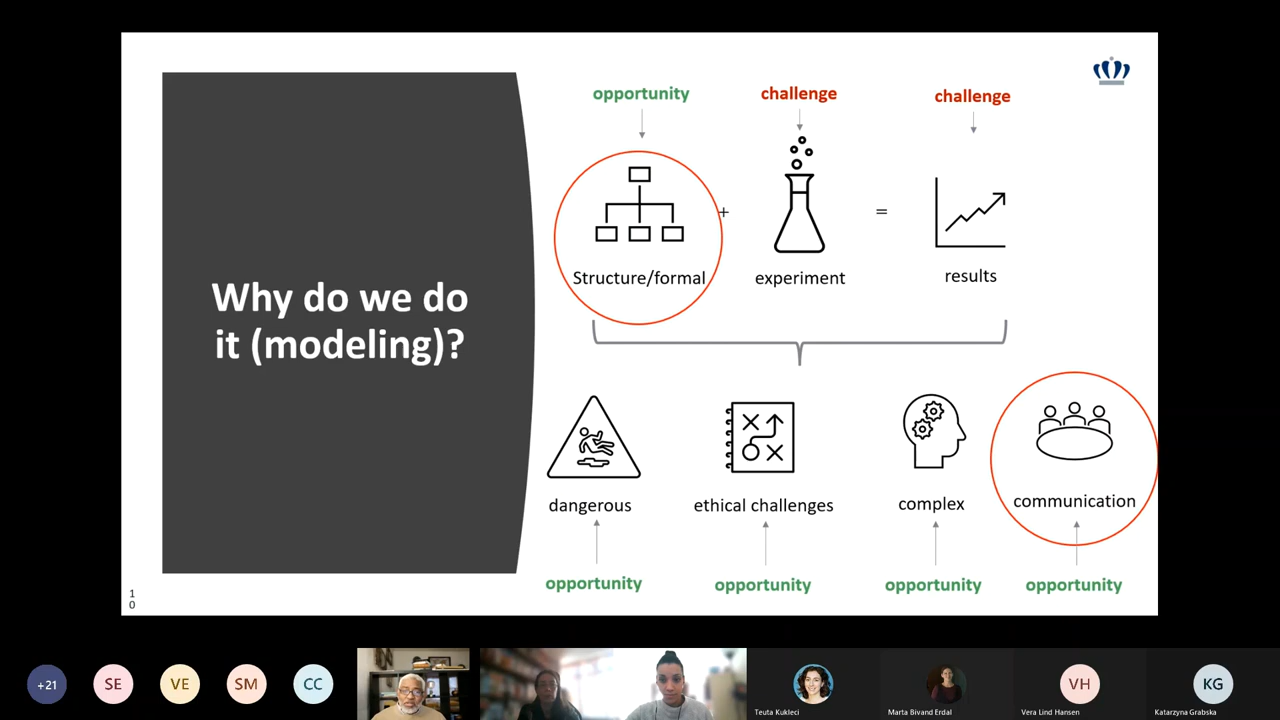 opportunity
challenge
challenge
+
=
Structure/formal
experiment
results
Why do we do
it (modeling)?
dangerous
ethical challenges
complex
communication
opportunity
opportunity
opportunity
opportunity
1
0
+21
SE
VE
SM
CC
VH
KG
Teuta Kukleci
Marta Bivand Erdal
Vera Lind Hansen
Katarzyna Grabska